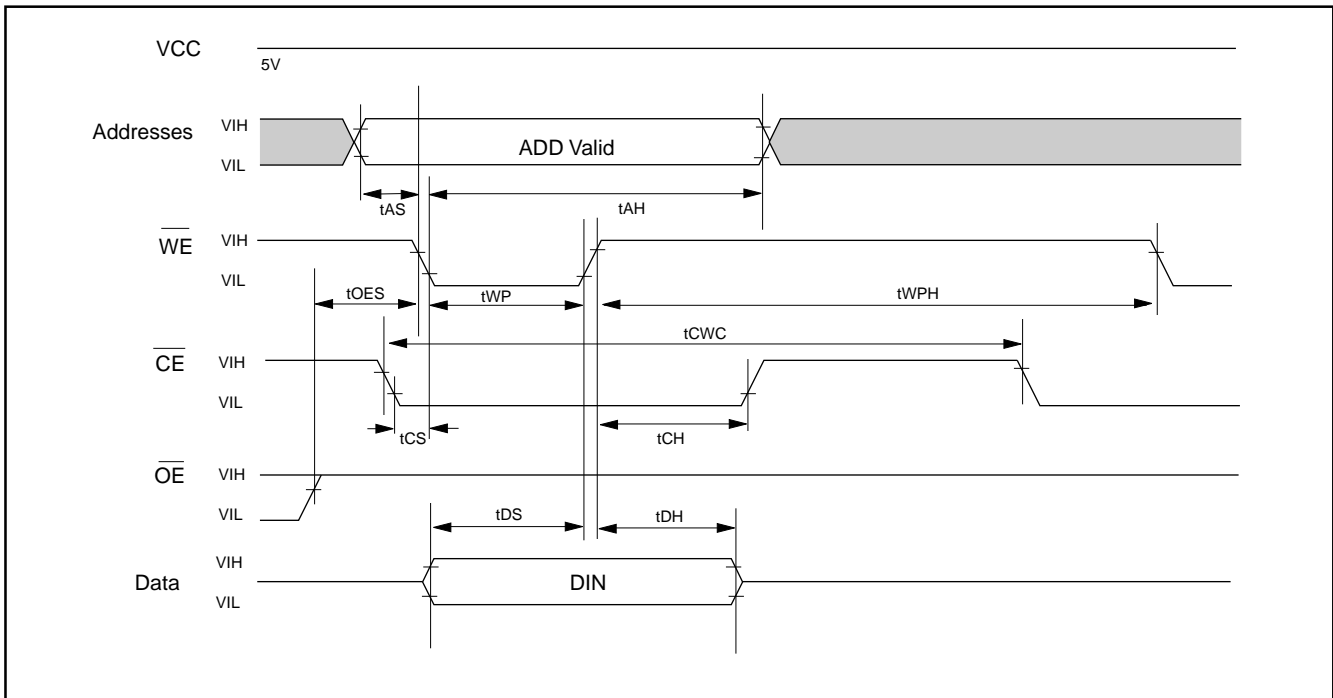 VCC
5V
Addresses
VIH
ADD Valid
VIL
tAS
tAH
WE
VIH
VIL
tOES
tWP
tWPH
tCWC
CE
VIH
VIL
tCS
tCH
OE
VIH
VIL
tDS
tDH
VIH
Data
DIN
VIL